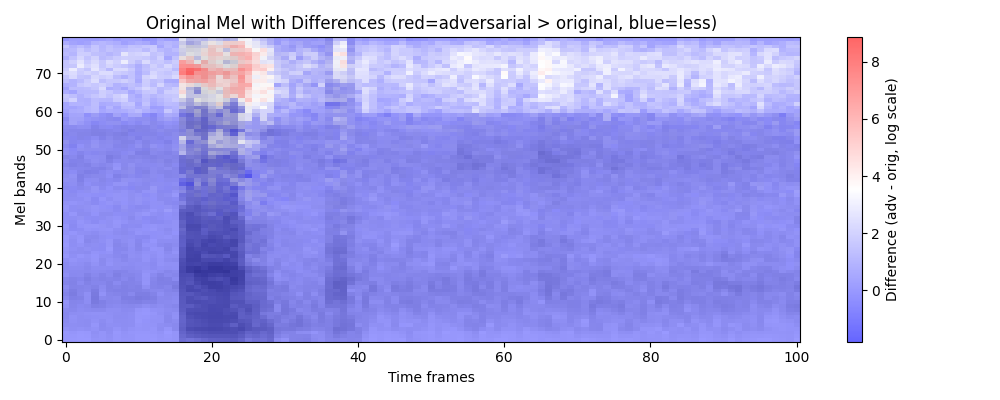 Original Mel with Differences (red=adversarial > original, blue=less)
Mel bands
70
60
50
40
30
20
10
0
0 20 40 60 80 100
Time frames
8
6
4
2
0
Difference (adv - orig, log scale)